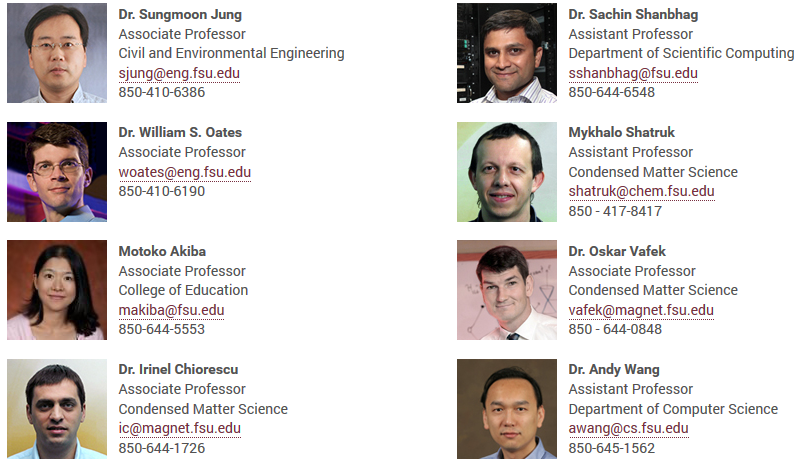 Dr. Sungmoon Jung
Associate Professor
Civil and Environmental Engineering
sjung@eng.fsu.edu
850-410-6386
Dr. William S. Oates
Associate Professor
woates@eng.fsu.edu
850-410-6190
Motoko Akiba
Associate Professor
College of Education
makiba@fsu.edu
850-644-5553
Dr. Irinel Chiorescu
Associate Professor
Condensed Matter Science
ic@magnet.fsu.edu
850-644-1726
Dr. Sachin Shanbhag
Assistant Professor
Department of Scientific Computing
sshanbhag@fsu.edu
850-644-6548
Mykhalo Shatruk
Assistant Professor
Condensed Matter Science
shatruk@chem.fsu.edu
850 - 417-8417
Dr. Oskar Vafek
Associate Professor
Condensed Matter Science
vafek@magnet.fsu.edu
850 - 644-0848
Dr. Andy Wang
Assistant Professor
Department of Computer Science
awang@cs.fsu.edu
850-645-1562